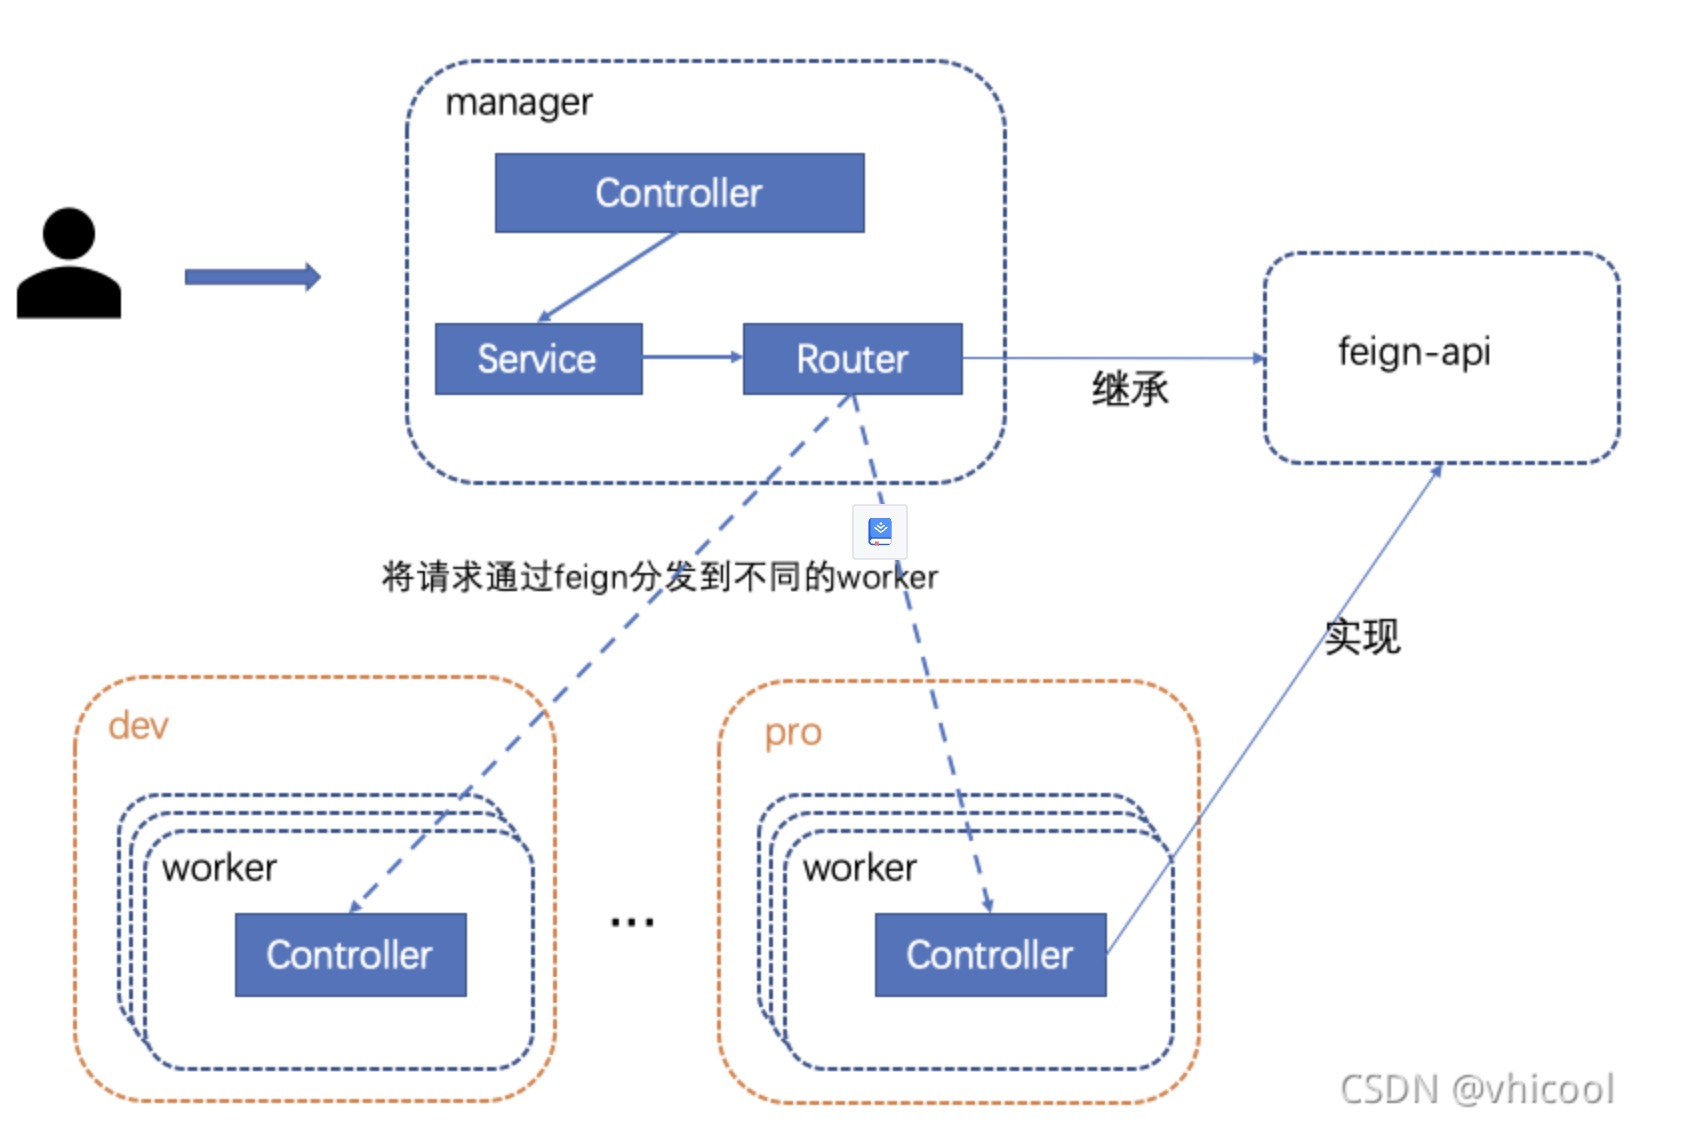 manager
Controller
Service
Router
继承
feign-api
将请求通过feign分发到不同的worker
实现
dev
worker
Controller
...
pro
worker
Controller
CSDN @vhicool